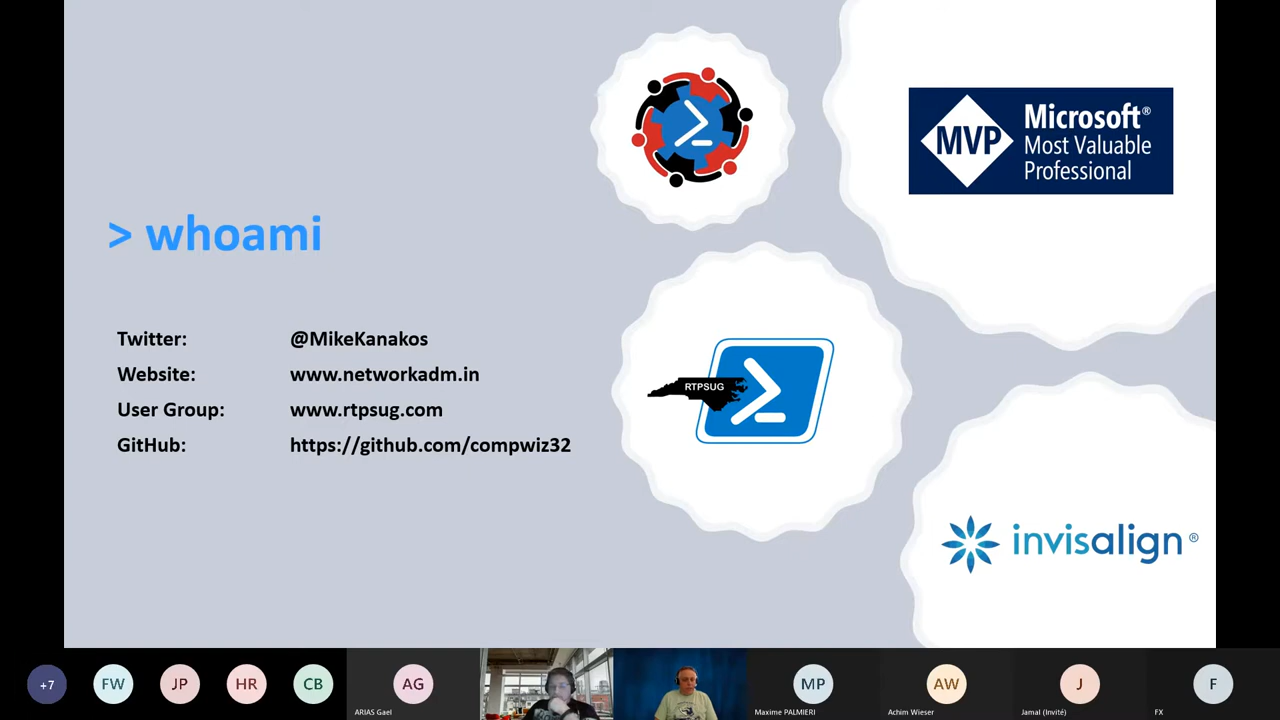 > whoami
Twitter: @MikeKanakos
Website: www.networkadm.in
User Group: www.rtpsug.com
GitHub: https://github.com/compwiz32
MVP
Microsoft®
Most Valuable
Professional
RTPSUG
invisalign®
+7
FW
JP
HR
CB
AG
ARIAS Gael
MP
Maxime PALMIERI
AW
Achim Wieser
J
Jamal (Invité)
F
FX